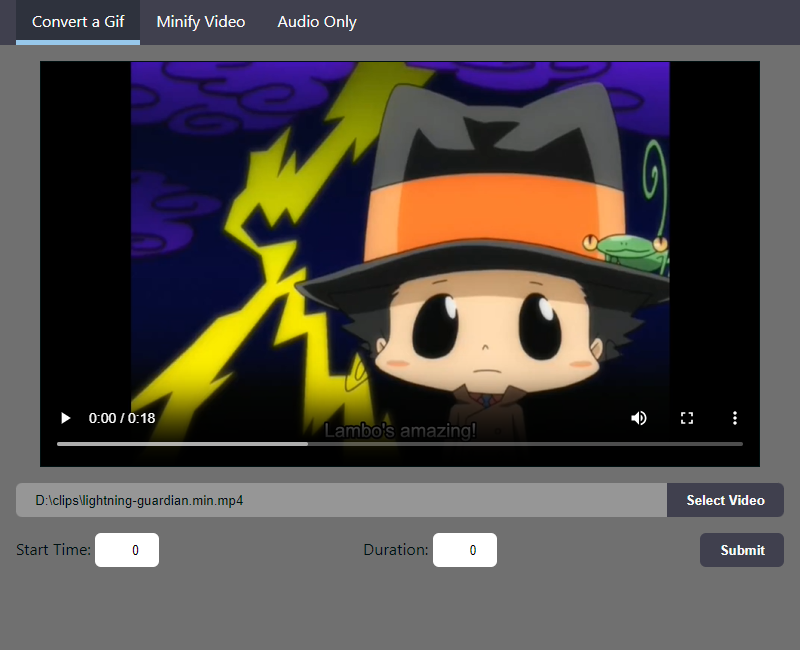 Convert a Gif Minify Video Audio Only
Lambo's amazing!
0:00 / 0:18
D:\clips\lightning-guardian.min.mp4 Select Video
Start Time: 0 Duration: 0 Submit